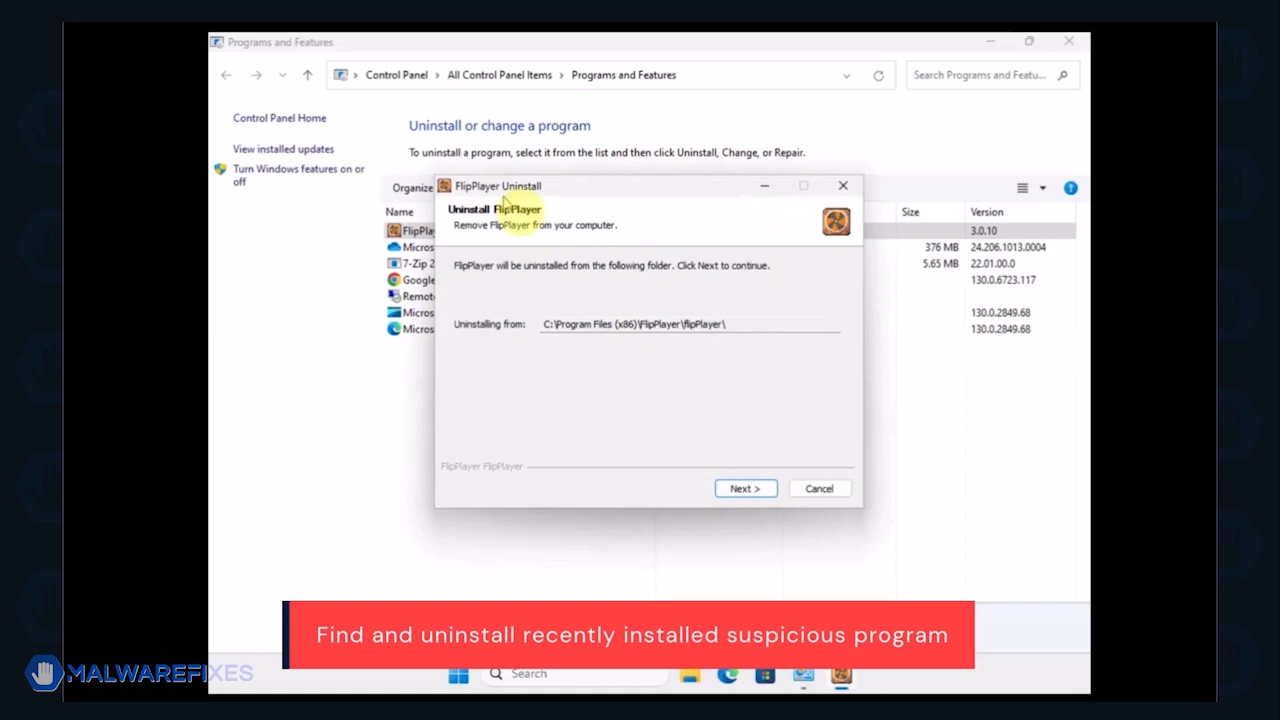 Programs and Features
Control Panel > All Control Panel Items > Programs and Features
Search Programs and Featu...
Control Panel Home
View installed updates
Turn Windows features on or
off
Uninstall or change a program
To uninstall a program, select it from the list and then click Uninstall, Change, or Repair.
Organize
Name
Size
Version
FlipPla
3.0.10
Micros
376 MB
24.206.1013.0004
7-Zip 2
5.65 MB
22.01.00.0
Google
130.0.6723.117
Remot
Micros
130.0.2849.68
Micros
130.0.2849.68
FlipPlayer Uninstall
Uninstall FlipPlayer
Remove FlipPlayer from your computer.
FlipPlayer will be uninstalled from the following folder. Click Next to continue.
Uninstalling from: C:\Program Files (x86)\FlipPlayer\flipPlayer\
FlipPlayer FlipPlayer
Next >
Cancel
Find and uninstall recently installed suspicious program
MALWAREFIXES
Search